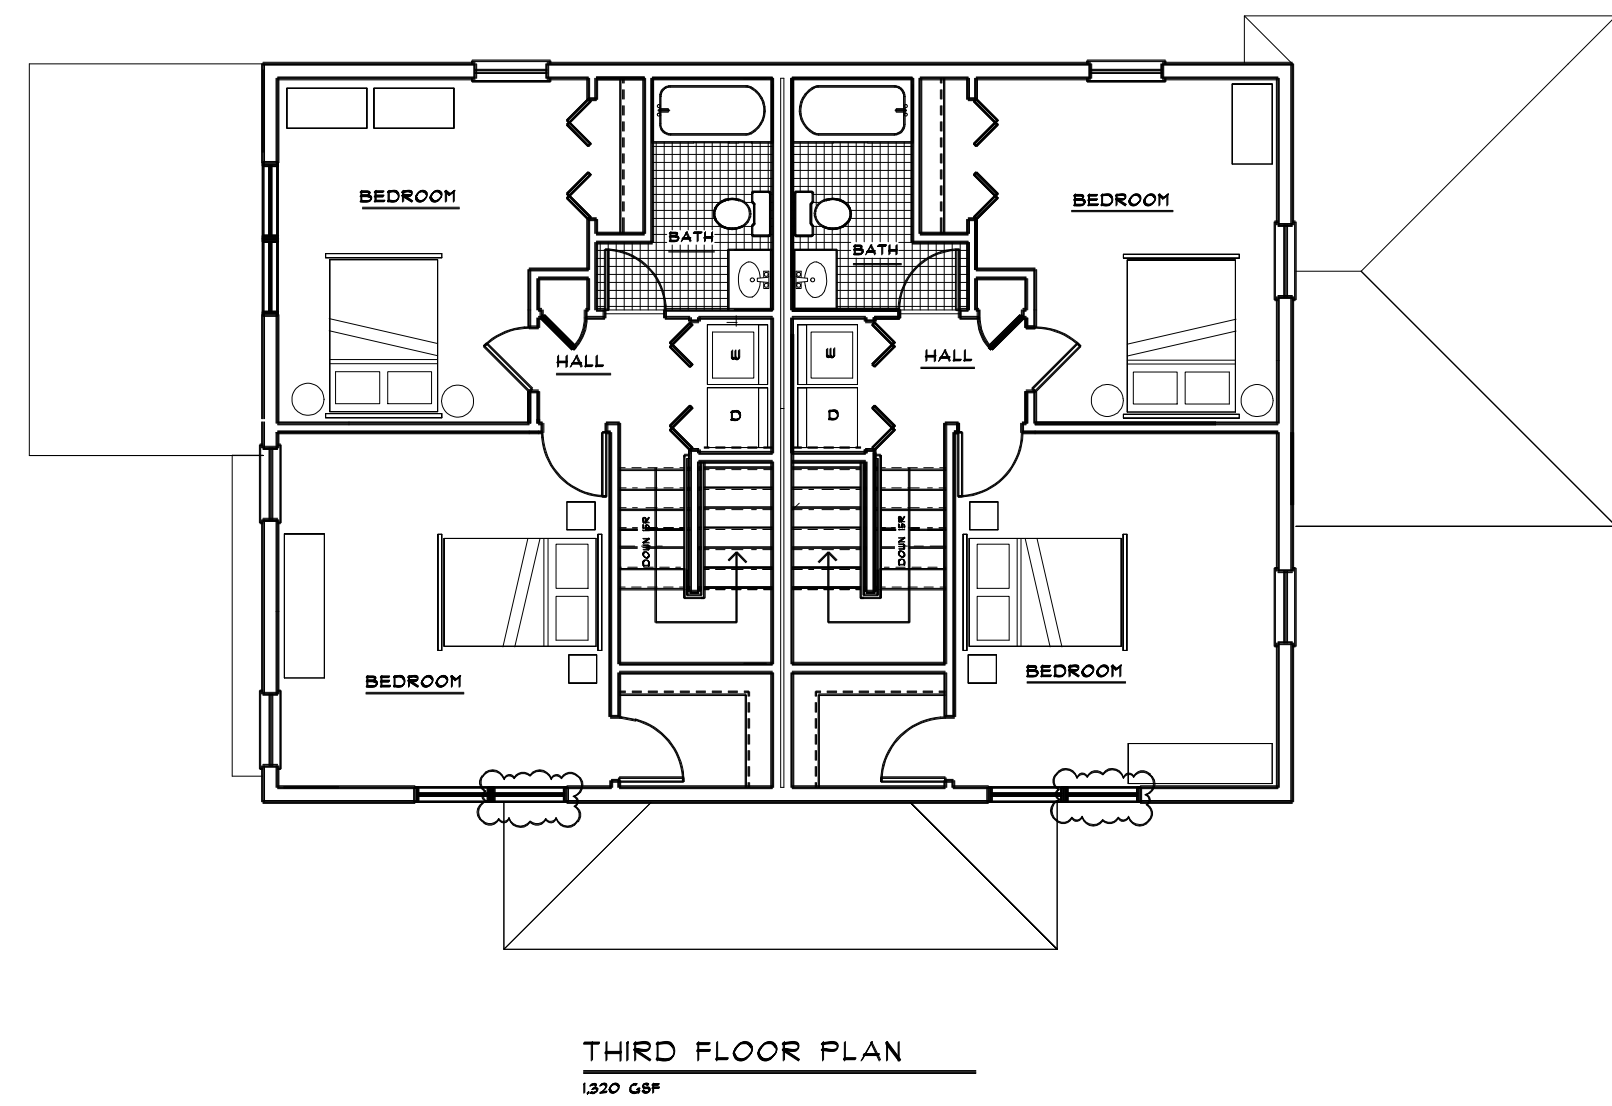 BEDROOM
BEDROOM
BATH
BATH
HALL
HALL
W
W
D
D
DOWN 15R
DOWN 15R
BEDROOM
BEDROOM
THIRD FLOOR PLAN
1,320 GSF